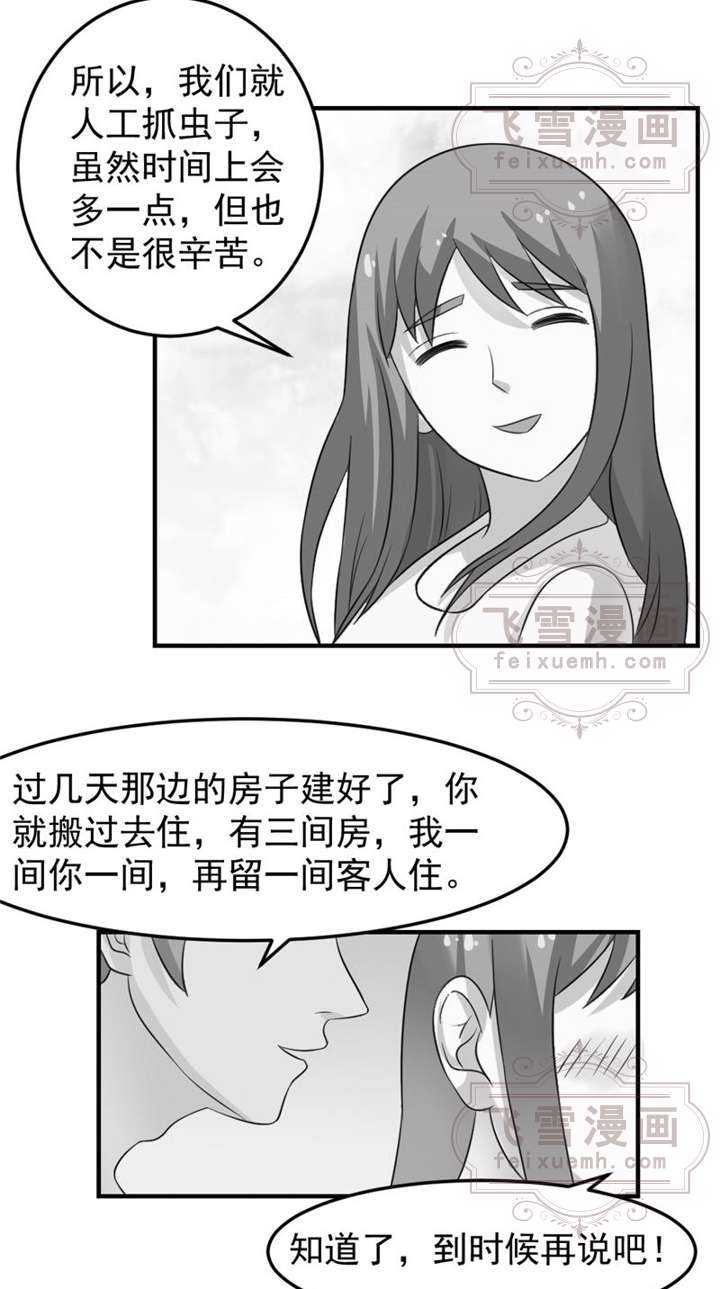 所以，我们就
人工抓虫子，
虽然时间上会
多一点，但也
不是很辛苦。
飞雪漫画
feixuemh.com
飞雪漫画
feixuemh.com
过几天那边的房子建好了，你
就搬过去住，有三间房，我一
间你一间，再留一间客人住。
飞雪漫画
feixuemh.com
知道了，到时候再说吧！